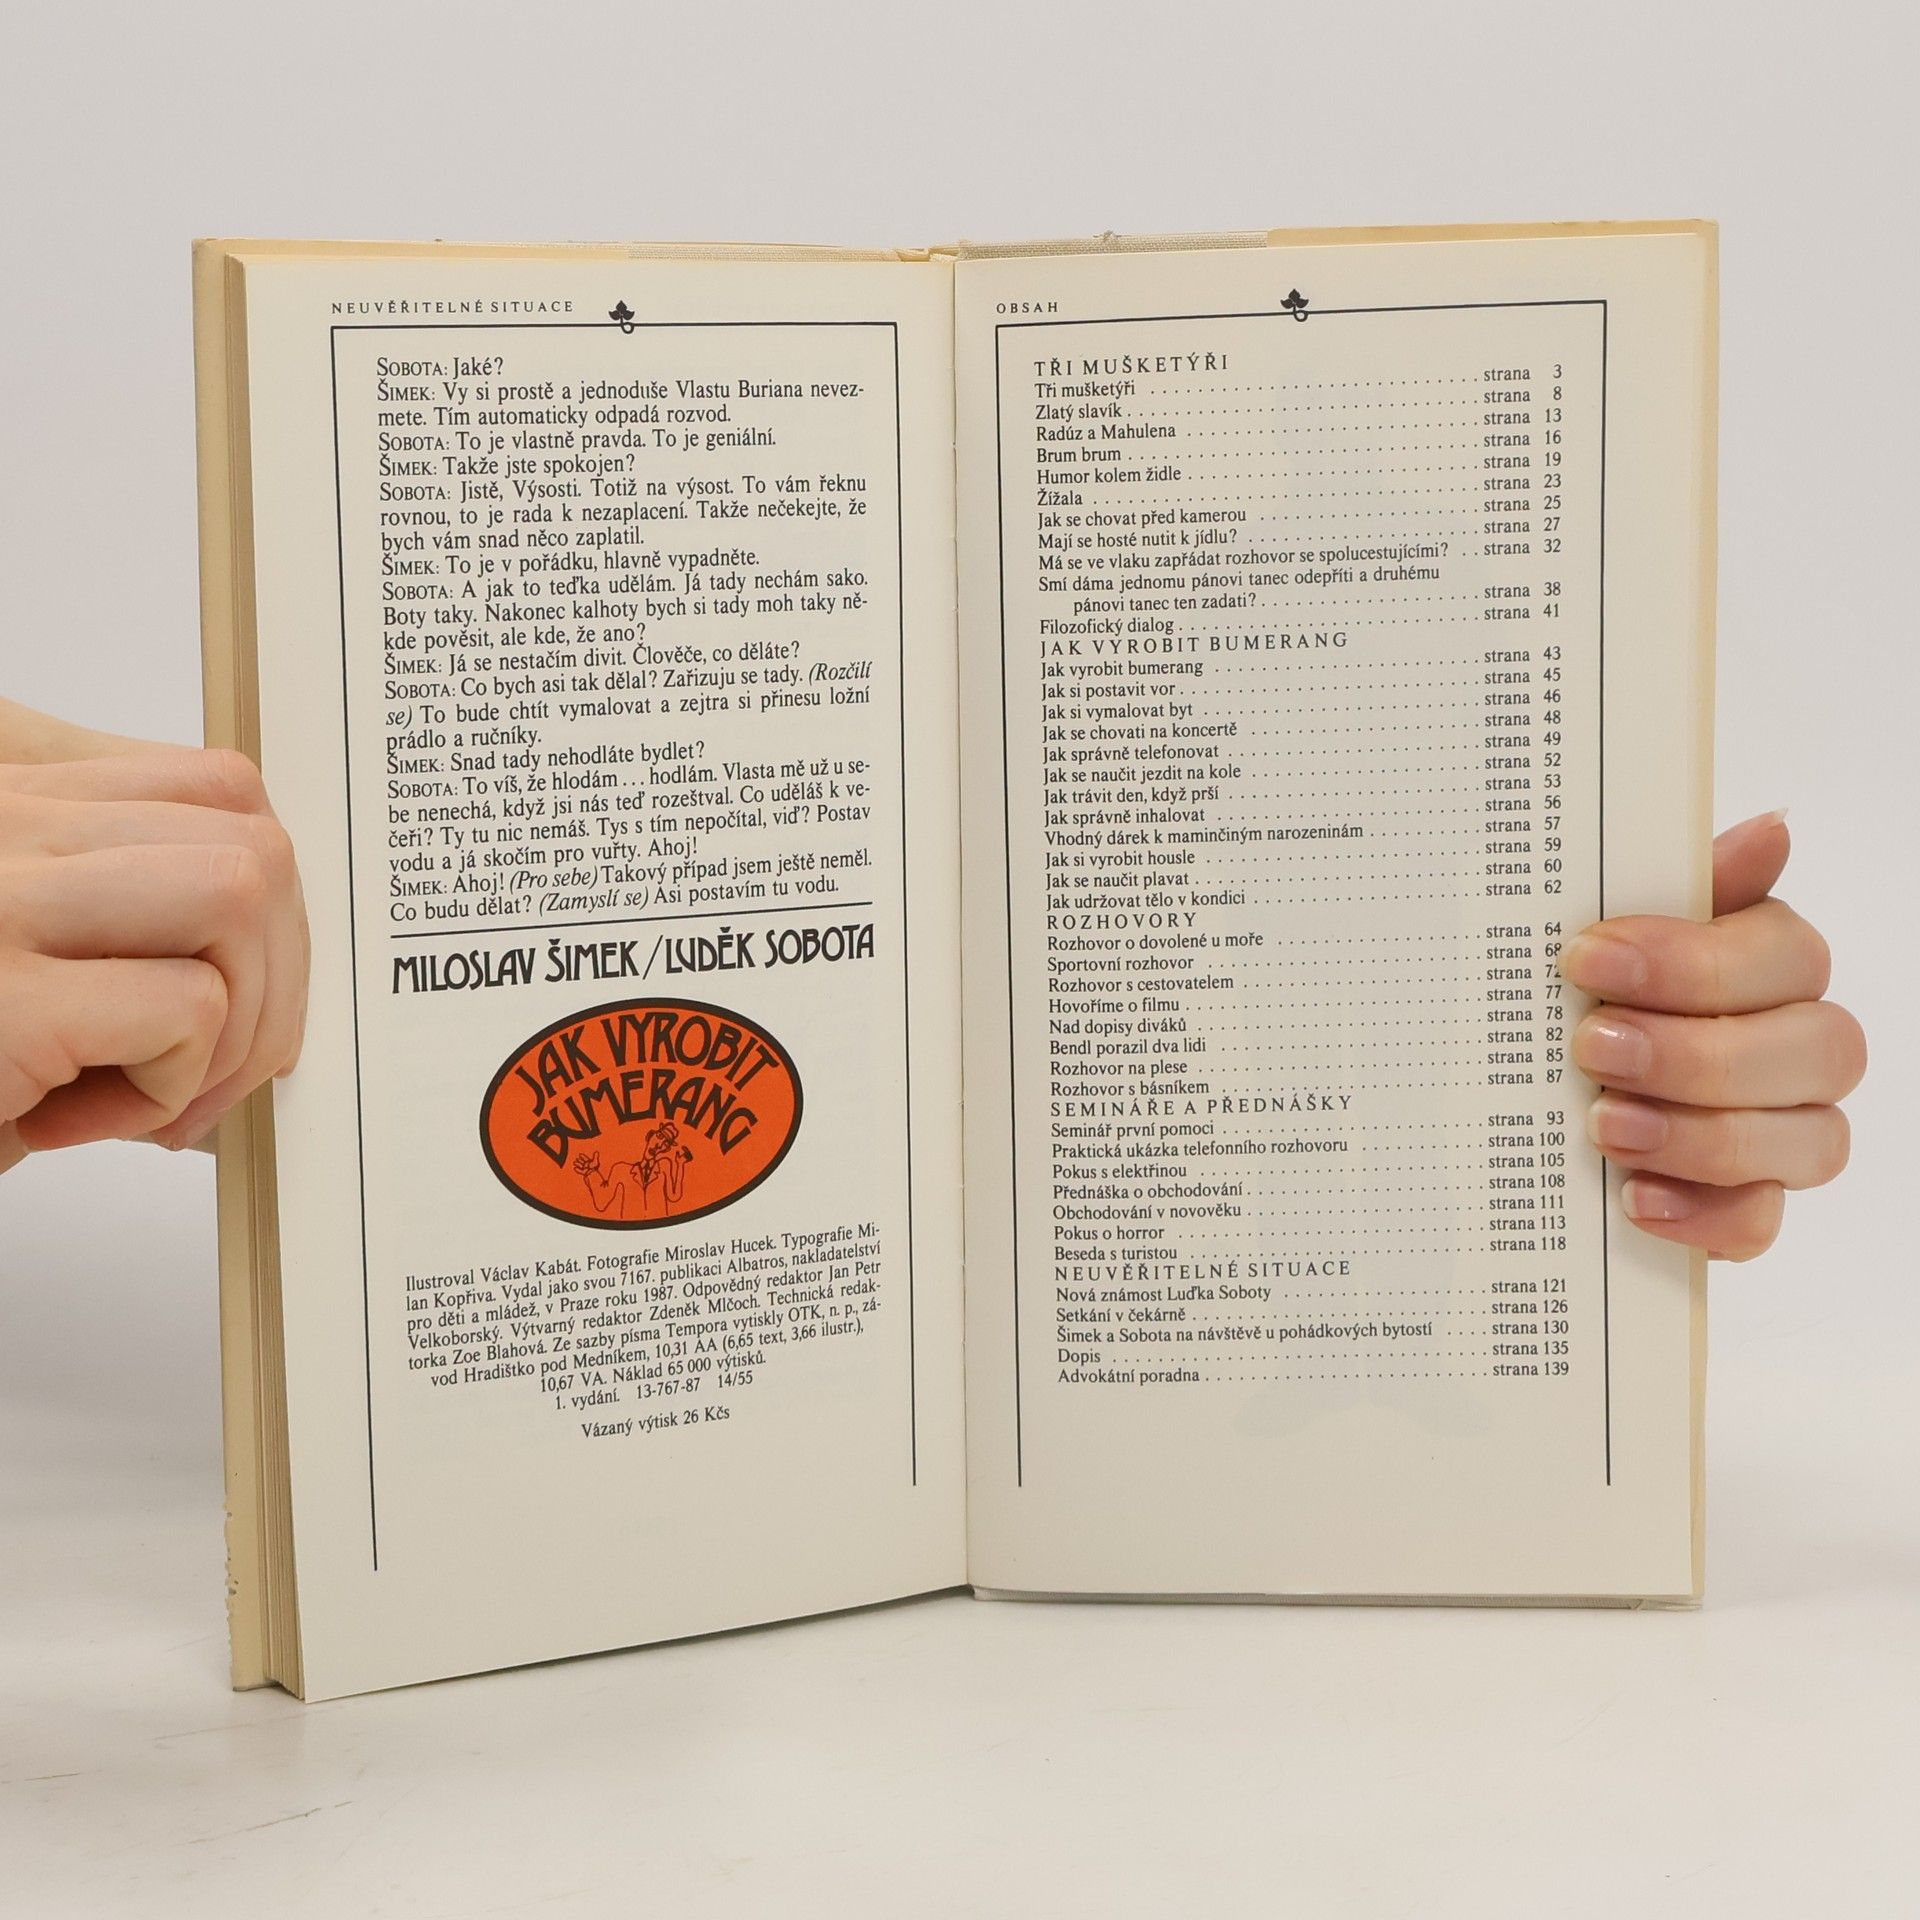 NEUVĚŘITELNÉ SITUACE
SOBOTA: Jaké?
ŠIMEK: Vy si prostě a jednoduše Vlastu Buriana nevez-
mete. Tím automaticky odpadá rozvod.
SOBOTA: To je vlastně pravda. To je geniální.
ŠIMEK: Takže jste spokojen?
SOBOTA: Jistě, Výsosti. Totiž na výsost. To vám řeknu
rovnou, to je rada k nezaplacení. Takže nečekejte, že
bych vám snad něco zaplatil.
ŠIMEK: To je v pořádku, hlavně vypadněte.
SOBOTA: A jak to teďka udělám. Já tady nechám sako.
Boty taky. Nakonec kalhoty bych si tady moh taky ně-
kde pověsit, ale kde, že ano?
ŠIMEK: Já se nestačím divit. Člověče, co děláte?
SOBOTA: Co bych asi tak dělal? Zařizuju se tady. (Rozčilí
se) To bude chtít vymalovat a zejtra si přinesu ložní
prádlo a ručníky.
ŠIMEK: Snad tady nehodláte bydlet?
SOBOTA: To víš, že hlodám ... hodlám. Vlasta mě už u se-
be nenechá, když jsi nás teď rozeštval. Co uděláš k ve-
čeři? Ty tu nic nemáš. Tys s tím nepočítal, viď? Postav
vodu a já skočím pro vuřty. Ahoj!
ŠIMEK: Ahoj! (Pro sebe) Takový případ jsem ještě neměl.
Co budu dělat? (Zamyslí se) Asi postavím tu vodu.
MILOSLAV ŠIMEK/LUDĚK SOBOTA
JAK VYROBIT
BUMERANG
Ilustroval Václav Kabát. Fotografie Miroslav Hucek. Typografie Mi-
lan Kopřiva. Vydal jako svou 7167. publikaci Albatros, nakladatelství
pro děti a mládež, v Praze roku 1987. Odpovědný redaktor Jan Petr
Velkoborský. Výtvarný redaktor Zdeněk Mlčoch. Technická redak-
torka Zoe Blahová. Ze sazby písma Tempora vytiskly OTK, n. p., zá-
vod Hradištko pod Medníkem, 10,31 AA (6,65 text, 3,66 ilustr.),
10,67 VA. Náklad 65 000 výtisků.
1. vydání. 13-767-87 14/55
Vázaný výtisk 26 Kčs
OBSAH
TŘI MUŠKETÝŘI
Tři mušketýři . . . . . strana 3
Zlatý slavík . . . . . strana 8
Radúz a Mahulena . . . . . strana 13
Brum brum . . . . . strana 16
Humor kolem židle . . . . . strana 19
Žížala . . . . . strana 23
Jak se chovat před kamerou . . . . . strana 25
Mají se hosté nutit k jídlu? . . . . . strana 27
Má se ve vlaku zapřádat rozhovor se spolucestujícími? . . strana 32
Smí dáma jednomu pánovi tanec odepříti a druhému
pánovi tanec ten zadati? . . . . . strana 38
Filozofický dialog . . . . . strana 41
JAK VYROBIT BUMERANG
Jak vyrobit bumerang . . . . . strana 43
Jak si postavit vor . . . . . strana 45
Jak si vymalovat byt . . . . . strana 46
Jak se chovati na koncertě . . . . . strana 48
Jak správně telefonovat . . . . . strana 49
Jak se naučit jezdit na kole . . . . . strana 52
Jak trávit den, když prší . . . . . strana 53
Jak správně inhalovat . . . . . strana 56
Vhodný dárek k maminčiným narozeninám . . . . . strana 57
Jak si vyrobit housle . . . . . strana 59
Jak se naučit plavat . . . . . strana 60
Jak udržovat tělo v kondici . . . . . strana 62
ROZHOVORY
Rozhovor o dovolené u moře . . . . . strana 64
Sportovní rozhovor . . . . . strana 68
Rozhovor s cestovatelem . . . . . strana 72
Hovoříme o filmu . . . . . strana 77
Nad dopisy diváků . . . . . strana 78
Bendl porazil dva lidi . . . . . strana 82
Rozhovor na plese . . . . . strana 85
Rozhovor s básníkem . . . . . strana 87
SEMINÁŘE A PŘEDNÁŠKY
Seminář první pomoci . . . . . strana 93
Praktická ukázka telefonního rozhovoru . . . . . strana 100
Pokus s elektřinou . . . . . strana 105
Přednáška o obchodování . . . . . strana 108
Obchodování v novověku . . . . . strana 111
Pokus o horror . . . . . strana 113
Beseda s turistou . . . . . strana 118
NEUVĚŘITELNÉ SITUACE
Nová známost Luďka Soboty . . . . . strana 121
Setkání v čekárně . . . . . strana 126
Šimek a Sobota na návštěvě u pohádkových bytostí . . . . strana 130
Dopis . . . . . strana 135
Advokátní poradna . . . . . strana 139